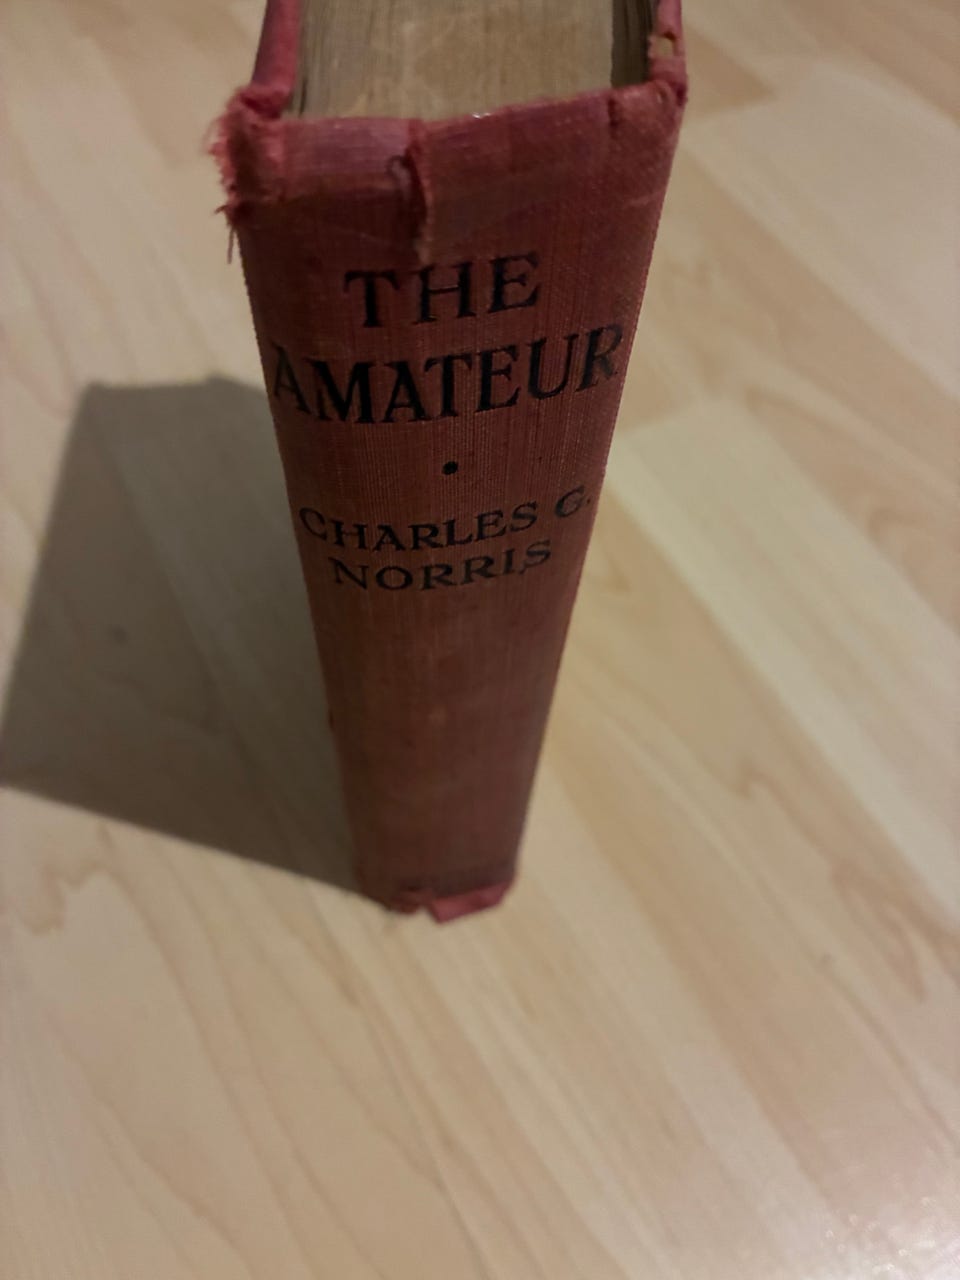 THE
AMATEUR
•
CHARLES G.
NORRIS